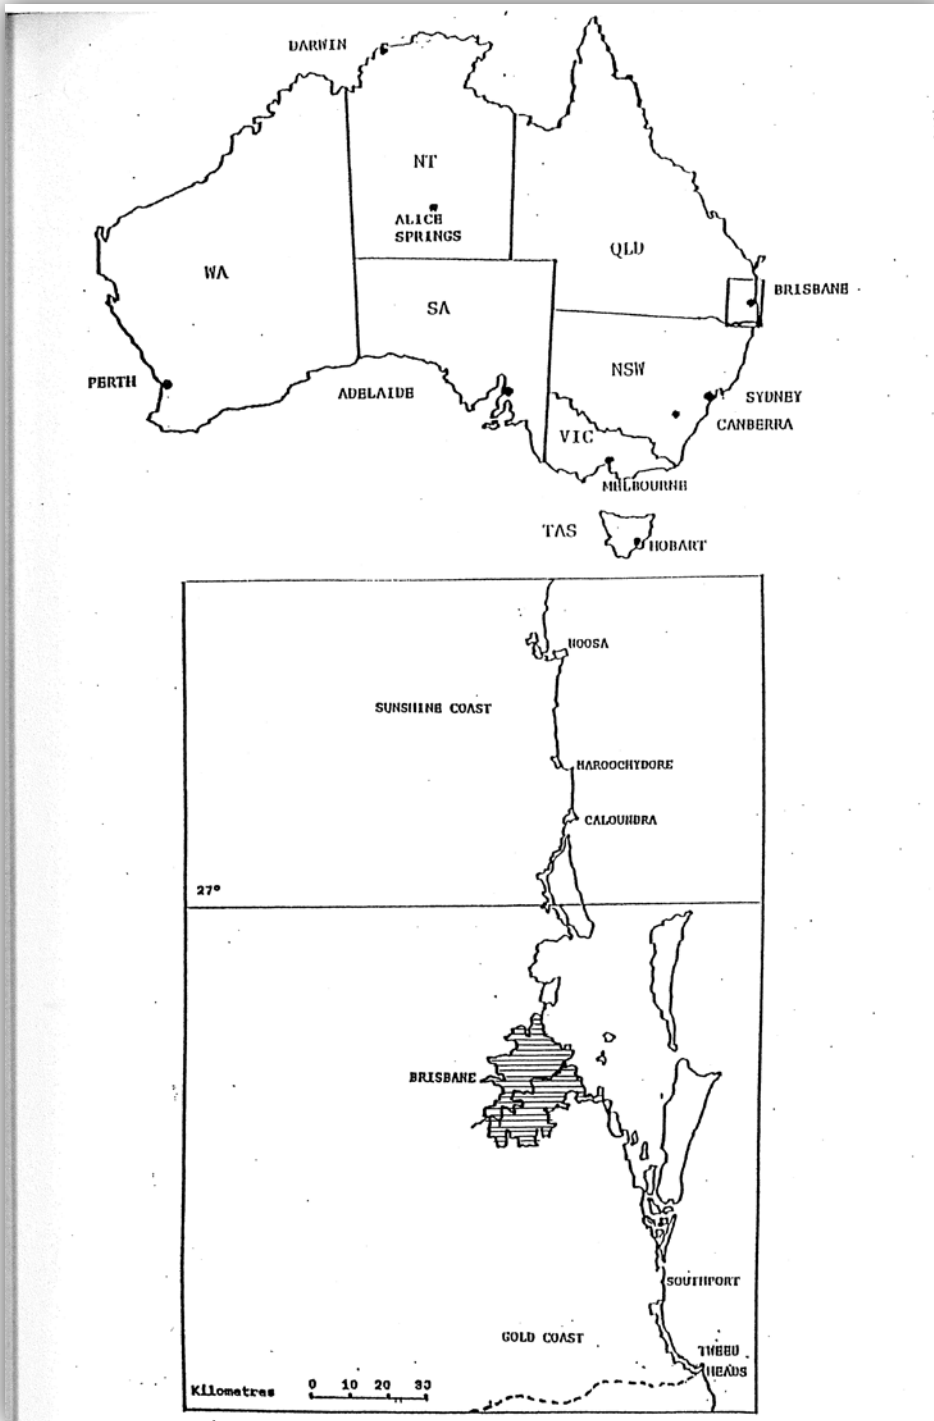 DARWIN
NT
ALICE
SPRINGS
QLD
WA
BRISBANE
SA
NSW
PERTH
ADELAIDE
SYDNEY
CANBERRA
VIC
MELBOURNE
TAS
HOBART
NOOSA
SUNSHINE COAST
MAROOCHYDORE
CALOUNDRA
27°
BRISBANE
SOUTHPORT
GOLD COAST
TWEED
HEADS
Kilometres
0 10 20 30